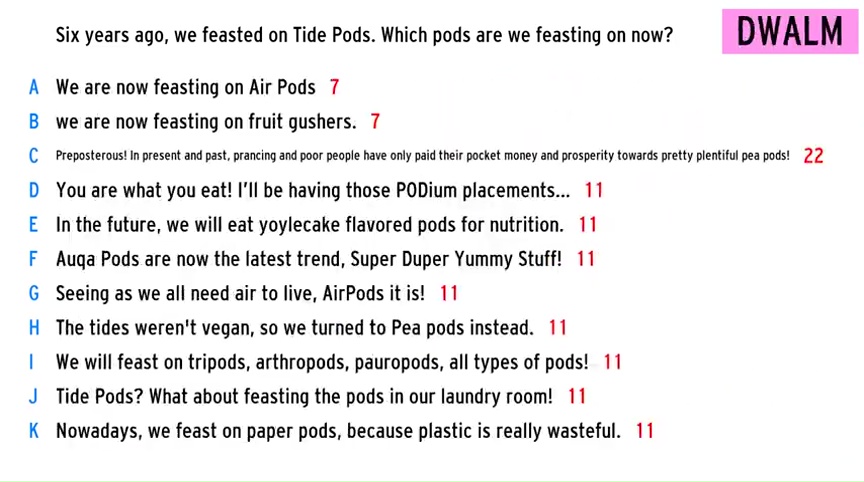 Six years ago, we feasted on Tide Pods. Which pods are we feasting on now?
DWALM
A We are now feasting on Air Pods 7
B we are now feasting on fruit gushers. 7
C Preposterous! In present and past, prancing and poor people have only paid their pocket money and prosperity towards pretty plentiful pea pods! 22
D You are what you eat! I'll be having those PODium placements... 11
E In the future, we will eat yoylecake flavored pods for nutrition. 11
F Auqa Pods are now the latest trend, Super Duper Yummy Stuff! 11
G Seeing as we all need air to live, AirPods it is! 11
H The tides weren't vegan, so we turned to Pea pods instead. 11
I We will feast on tripods, arthropods, pauropods, all types of pods! 11
J Tide Pods? What about feasting the pods in our laundry room! 11
K Nowadays, we feast on paper pods, because plastic is really wasteful. 11